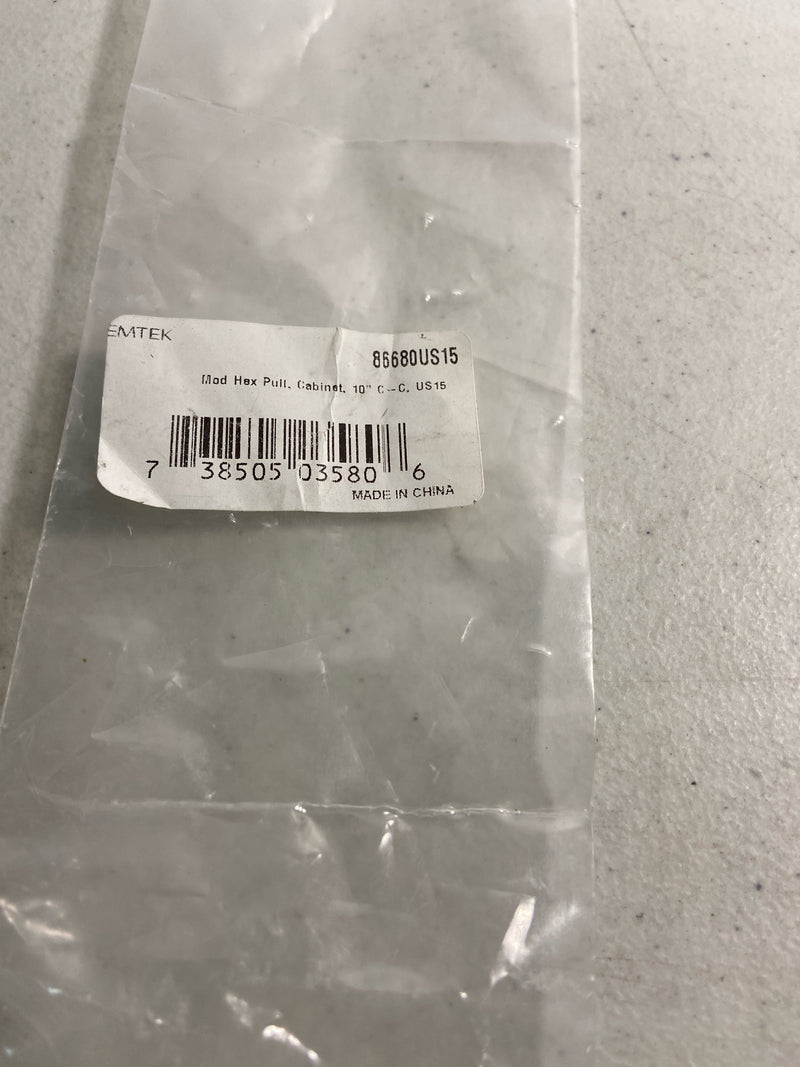 EMTEK
86680US15
Mod Hex Pull, Cabinet, 10" C-C, US15
7 38505 03580 6
MADE IN CHINA